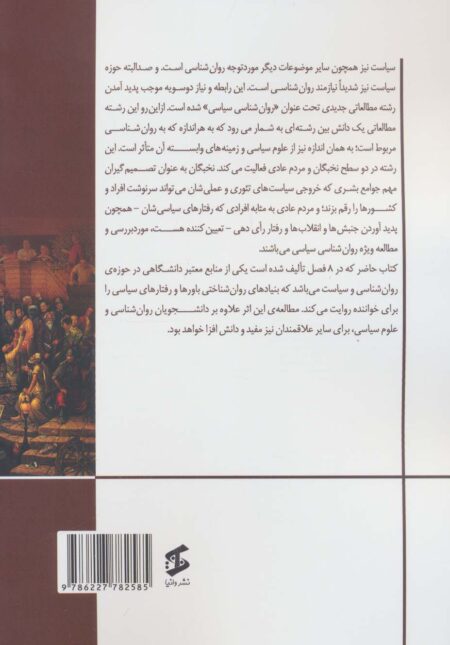 سیاست نیز همچون سایر موضوعات دیگر موردتوجه روان‌شناسی است. و صدالبته حوزه
سیاست نیز شدیداً نیازمند روان‌شناسی است. این رابطه و نیاز دوسویه موجب پدید آمدن
رشته مطالعاتی جدیدی تحت عنوان «روان‌شناسی سیاسی» شده است. ازاین‌رو این رشته
مطالعاتی یک دانش بین رشته‌ای به شمار می رود که به هراندازه که به روان‌شناسی
مربوط است؛ به همان اندازه نیز از علوم سیاسی و زمینه‌های وابسته آن متأثر است. این
رشته در دو سطح نخبگان و مردم عادی فعالیت می‌کند. نخبگان به عنوان تصمیم گیران
مهم جوامع بشری که خروجی سیاست‌های تئوری و عملی‌شان می‌تواند سرنوشت افراد و
کشورها را رقم بزند؛ و مردم عادی به مثابه افرادی که رفتارهای سیاسی‌شان - همچون
پدید آوردن جنبش‌ها و انقلاب‌ها و رفتار رأی دهی - تعیین کننده هست، موردبررسی و
مطالعه ویژه روان‌شناسی سیاسی می‌باشند.
کتاب حاضر که در ۸ فصل تألیف شده است یکی از منابع معتبر دانشگاهی در حوزه‌ی
روان‌شناسی و سیاست می‌باشد که بنیادهای روان‌شناختی باورها و رفتارهای سیاسی را
برای خواننده روایت می‌کند. مطالعه‌ی این اثر علاوه بر دانشجویان روان‌شناسی و
علوم سیاسی، برای سایر علاقمندان نیز مفید و دانش افزا خواهد بود.
نشر وانیا
9 786227 782585